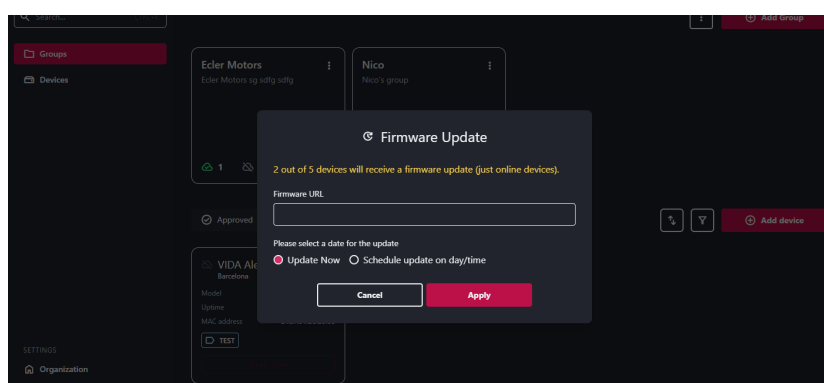 Search...
Add Group
Groups
Devices
Ecler Motors
Ecler Motors sg sdfg sdfg
Nico
Nico's group
1
Firmware Update
2 out of 5 devices will receive a firmware update (just online devices).
Firmware URL
Please select a date for the update
Update Now
Schedule update on day/time
Cancel
Apply
Approved
Add device
VIDA Ale
Barcelona
Model
Uptime
MAC address
TEST
SETTINGS
Organization